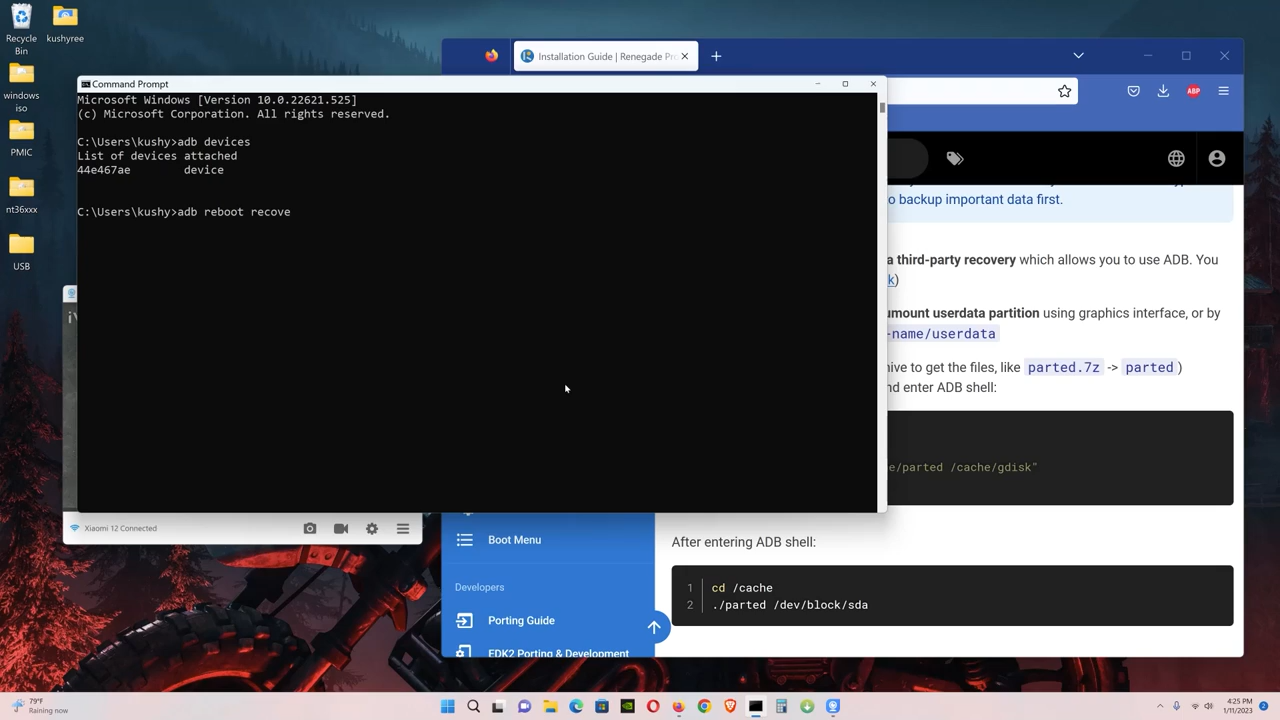 Recycle
Bin
kushyree
windows
iso
PMIC
nt36xxx
USB
Installation Guide | Renegade Pr
ABP
Command Prompt
Microsoft Windows [Version 10.0.22621.525]
(c) Microsoft Corporation. All rights reserved.
C:\Users\kushy>adb devices
List of devices attached
44e467ae device
C:\Users\kushy>adb reboot recove
o backup important data first.
a third-party recovery which allows you to use ADB. You
k)
umount userdata partition using graphics interface, or by
-name/userdata
ive to get the files, like parted.7z -> parted )
nd enter ADB shell:
e/parted /cache/gdisk"
After entering ADB shell:
1 cd /cache
2 ./parted /dev/block/sda
Boot Menu
Developers
Porting Guide
EDK2 Porting & Development
Xiaomi 12 Connected
79°F
Raining now
4:25 PM
1/11/2023
2